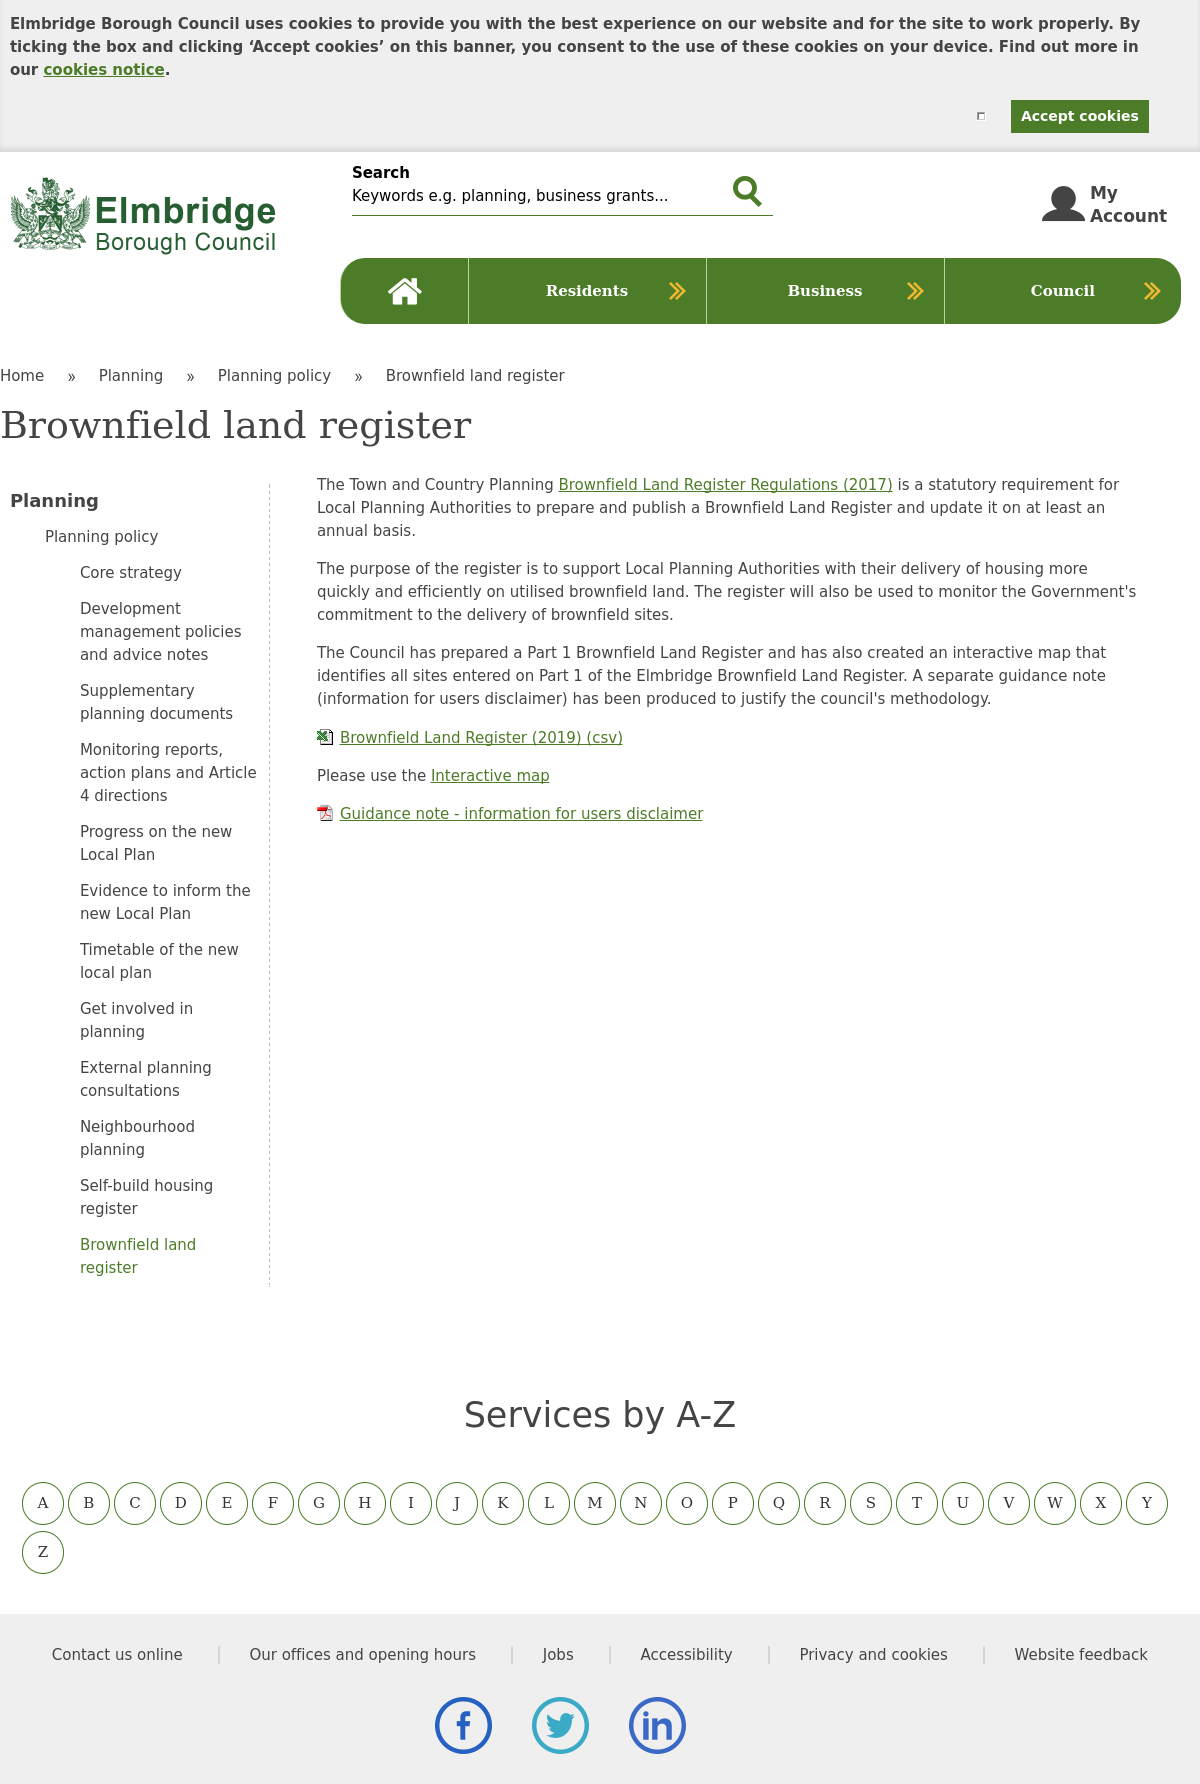 Elmbridge Borough Council uses cookies to provide you with the best experience on our website and for the site to work properly. By
ticking the box and clicking ‘Accept cookies’ on this banner, you consent to the use of these cookies on your device. Find out more in
our cookies notice.
Accept cookies
Elmbridge
Borough Council
Search
Keywords e.g. planning, business grants...
My
Account
Residents
Business
Council
Home » Planning » Planning policy » Brownfield land register
Brownfield land register
Planning
Planning policy
Core strategy
Development
management policies
and advice notes
Supplementary
planning documents
Monitoring reports,
action plans and Article
4 directions
Progress on the new
Local Plan
Evidence to inform the
new Local Plan
Timetable of the new
local plan
Get involved in
planning
External planning
consultations
Neighbourhood
planning
Self-build housing
register
Brownfield land
register
The Town and Country Planning Brownfield Land Register Regulations (2017) is a statutory requirement for
Local Planning Authorities to prepare and publish a Brownfield Land Register and update it on at least an
annual basis.
The purpose of the register is to support Local Planning Authorities with their delivery of housing more
quickly and efficiently on utilised brownfield land. The register will also be used to monitor the Government's
commitment to the delivery of brownfield sites.
The Council has prepared a Part 1 Brownfield Land Register and has also created an interactive map that
identifies all sites entered on Part 1 of the Elmbridge Brownfield Land Register. A separate guidance note
(information for users disclaimer) has been produced to justify the council's methodology.
Brownfield Land Register (2019) (csv)
Please use the Interactive map
Guidance note - information for users disclaimer
Services by A-Z
A B C D E F G H I J K L M N O P Q R S T U V W X Y
Z
Contact us online
Our offices and opening hours
Jobs
Accessibility
Privacy and cookies
Website feedback